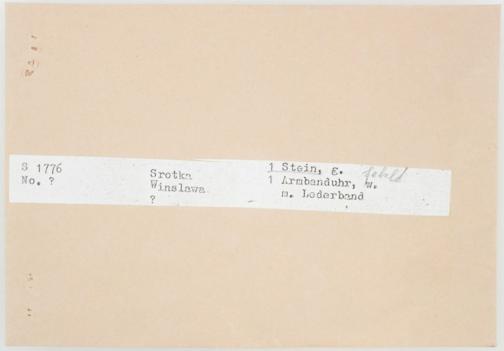 S 1776
No. ?
Srotka
Winslawa
?
1 Stein, g. fehlt
1 Armbanduhr, w.
m. Lederband